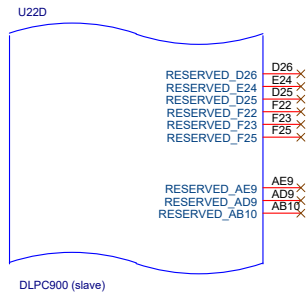 U22D
RESERVED_D26 D26
RESERVED_E24 E24
RESERVED_D25 D25
RESERVED_F22 F22
RESERVED_F23 F23
RESERVED_F25 F25
RESERVED_AE9 AE9
RESERVED_AD9 AD9
RESERVED_AB10 AB10
DLPC900 (slave)